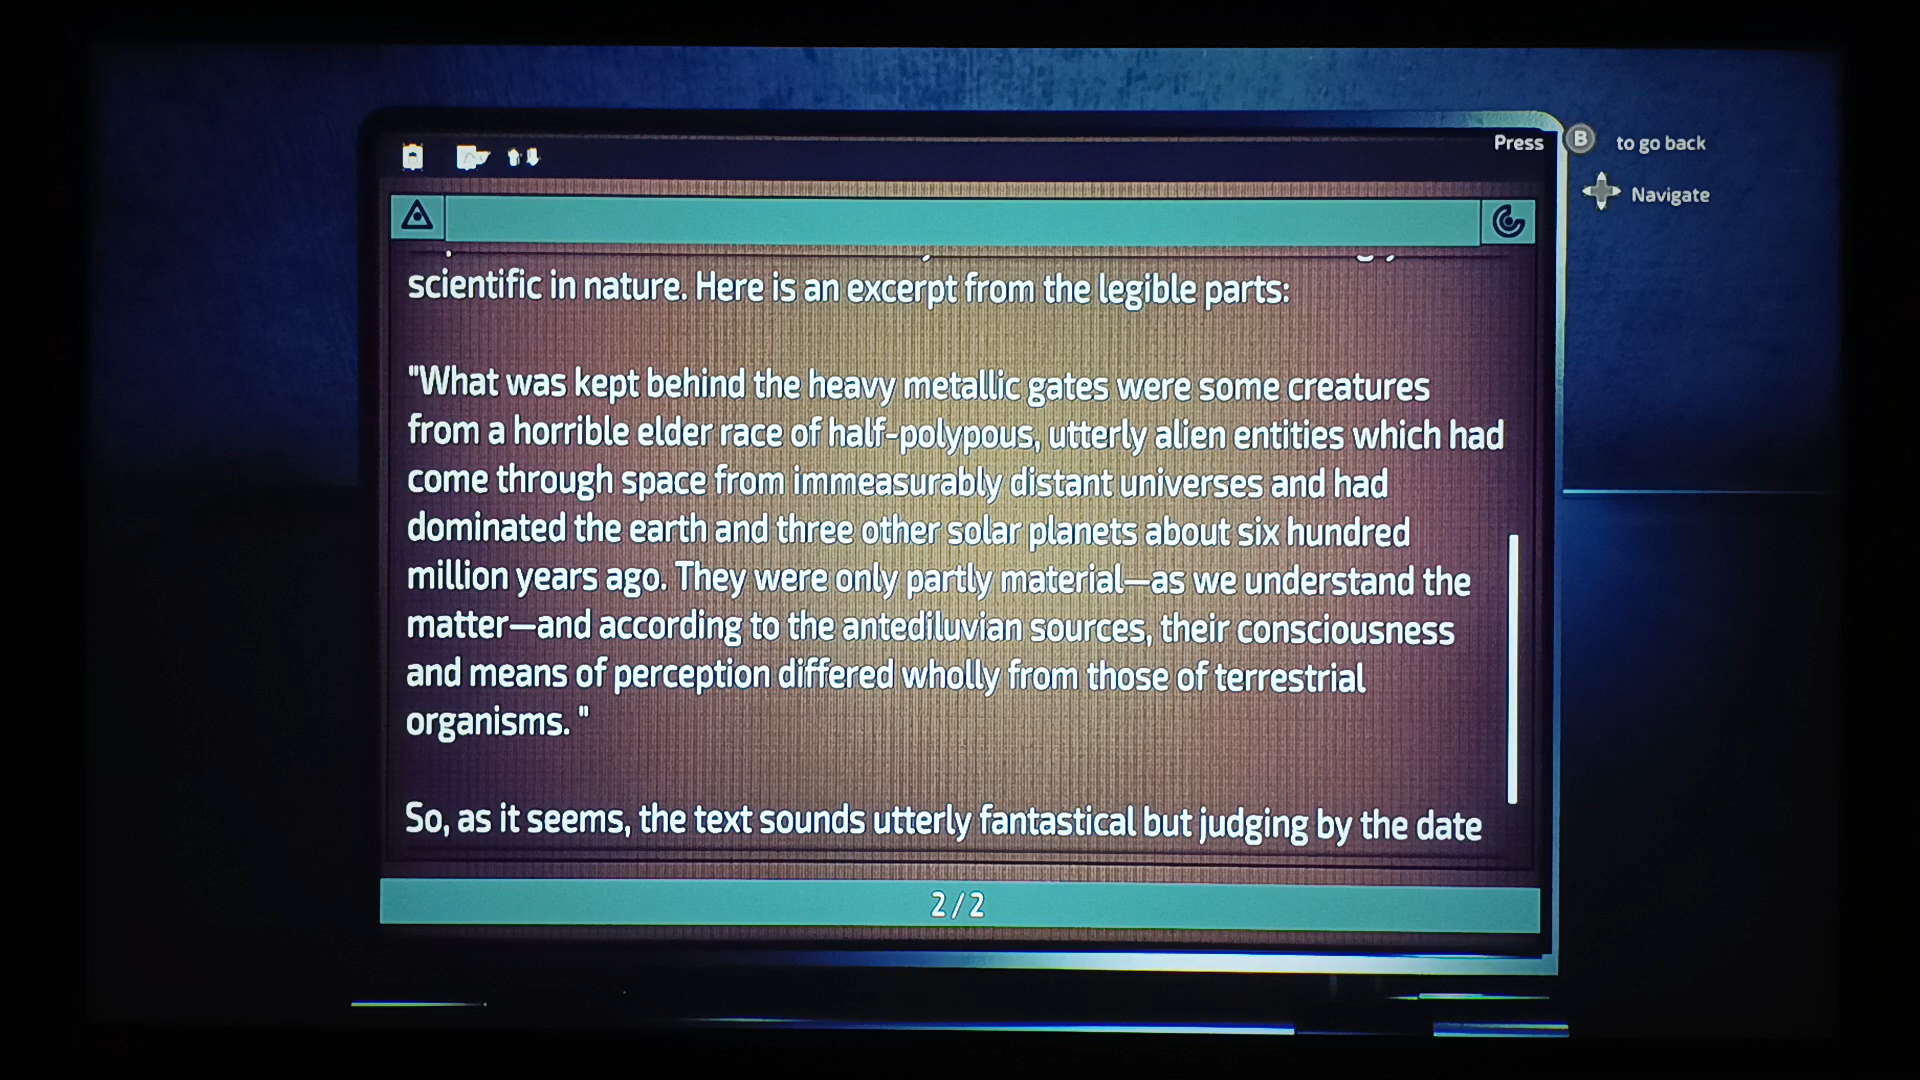 Press B to go back
Navigate
scientific in nature. Here is an excerpt from the legible parts:
"What was kept behind the heavy metallic gates were some creatures
from a horrible elder race of half-polypous, utterly alien entities which had
come through space from immeasurably distant universes and had
dominated the earth and three other solar planets about six hundred
million years ago. They were only partly material—as we understand the
matter—and according to the antediluvian sources, their consciousness
and means of perception differed wholly from those of terrestrial
organisms. "
So, as it seems, the text sounds utterly fantastical but judging by the date
2/2